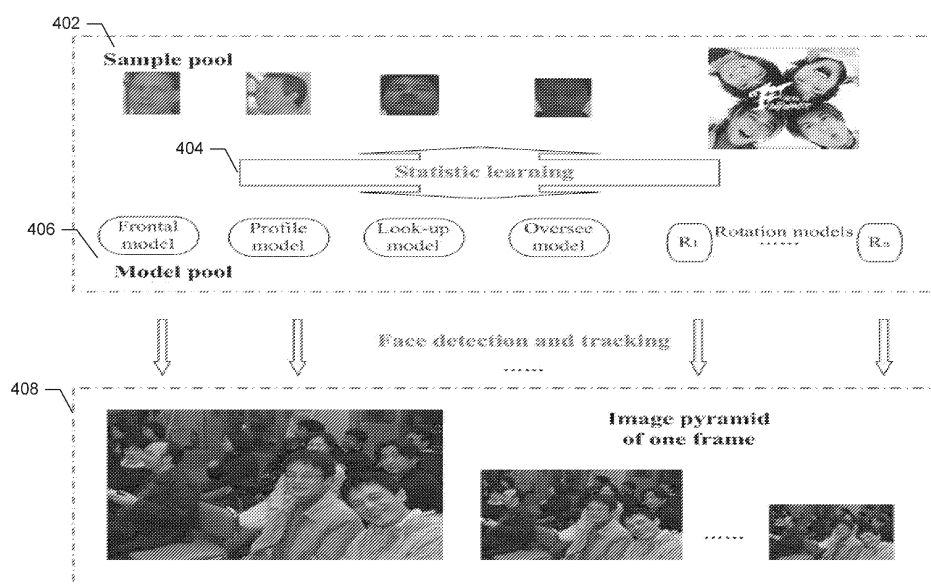 402
Sample pool
404
Statistic learning
406
Frontal
model
Profile
model
Look-up
model
Oversee
model
R1
Rotation models
......
Rn
Model pool
Face detection and tracking
......
408
Image pyramid
of one frame
......